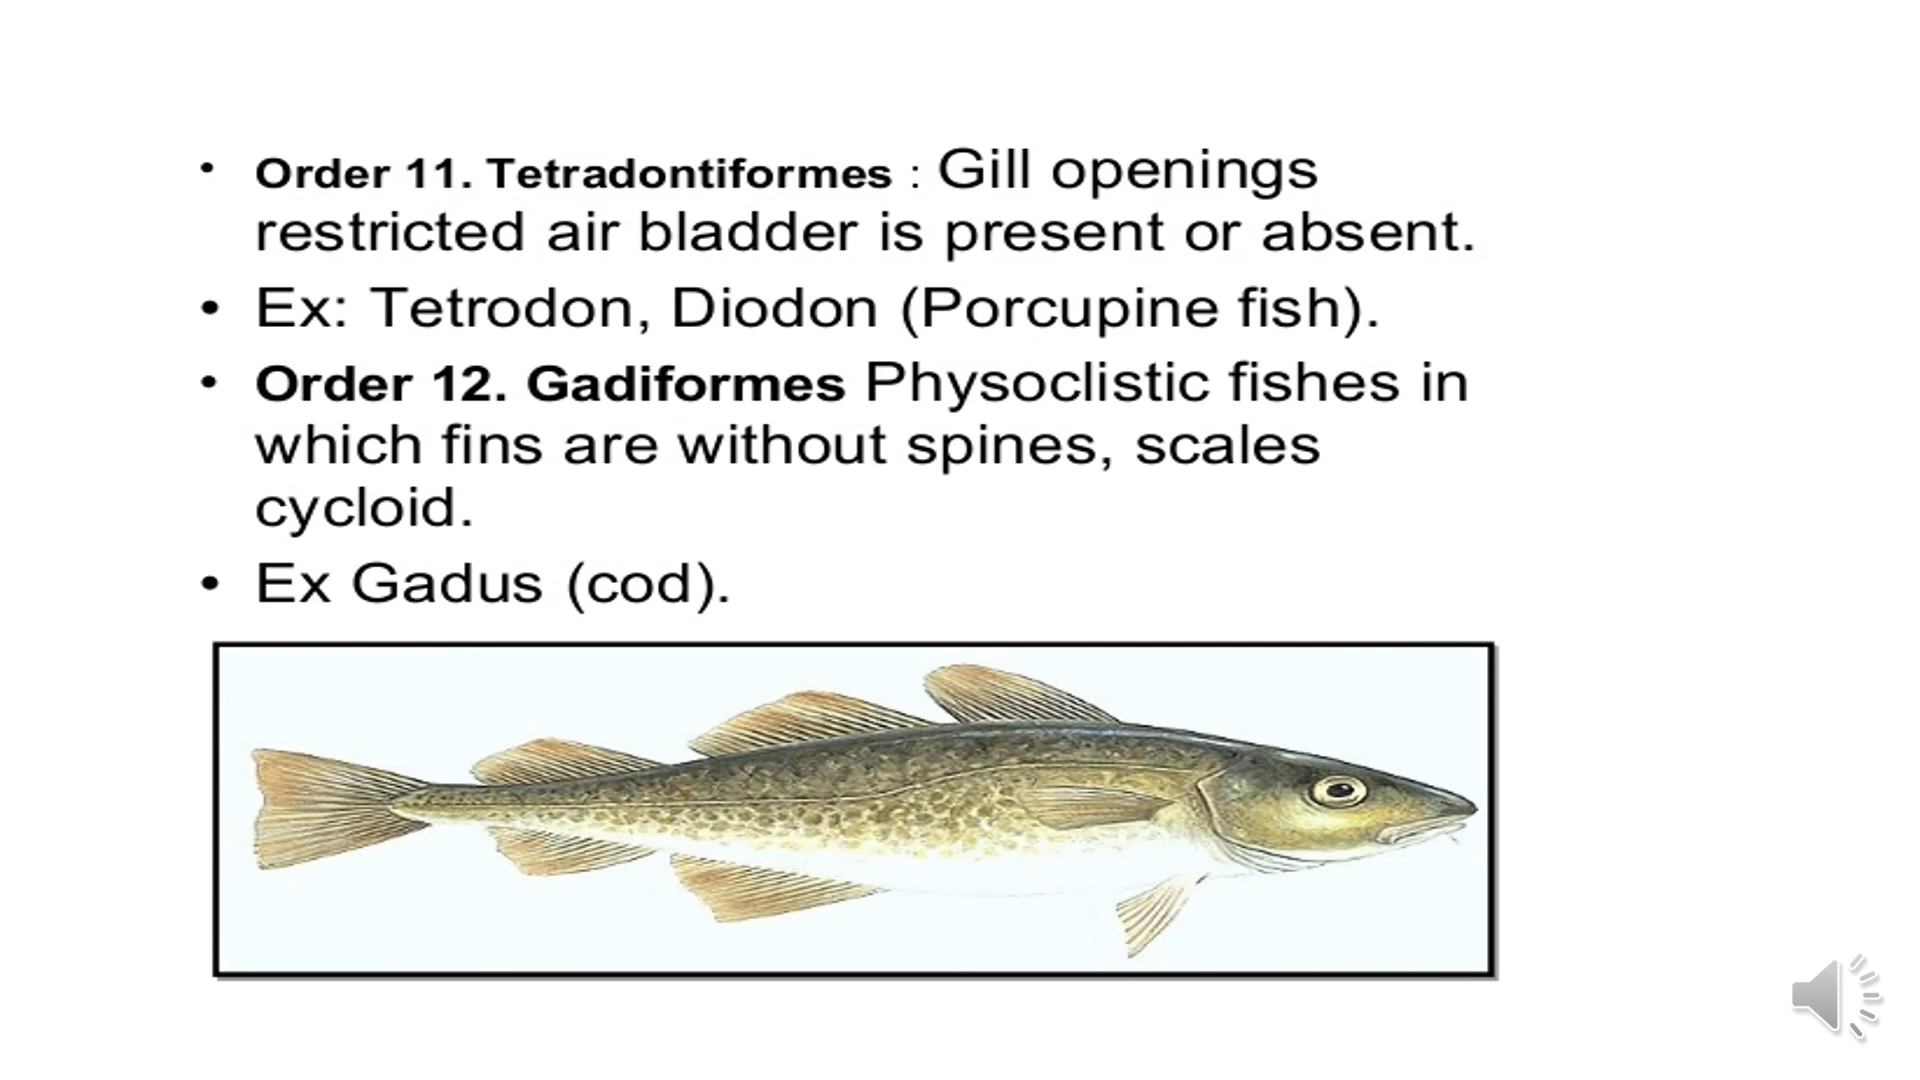 • Order 11. Tetradontiformes : Gill openings
restricted air bladder is present or absent.
• Ex: Tetrodon, Diodon (Porcupine fish).
• Order 12. Gadiformes Physoclistic fishes in
which fins are without spines, scales
cycloid.
• Ex Gadus (cod).